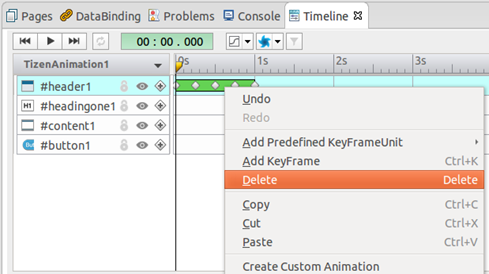 Pages DataBinding Problems Console Timeline
00 : 00 . 000
TizenAnimation1 0s 1s 2s 3s
#header1
H1 #headingone1
#content1
#button1
Undo
Redo
Add Predefined KeyFrameUnit
Add KeyFrame Ctrl+K
Delete Delete
Copy Ctrl+C
Cut Ctrl+X
Paste Ctrl+V
Create Custom Animation